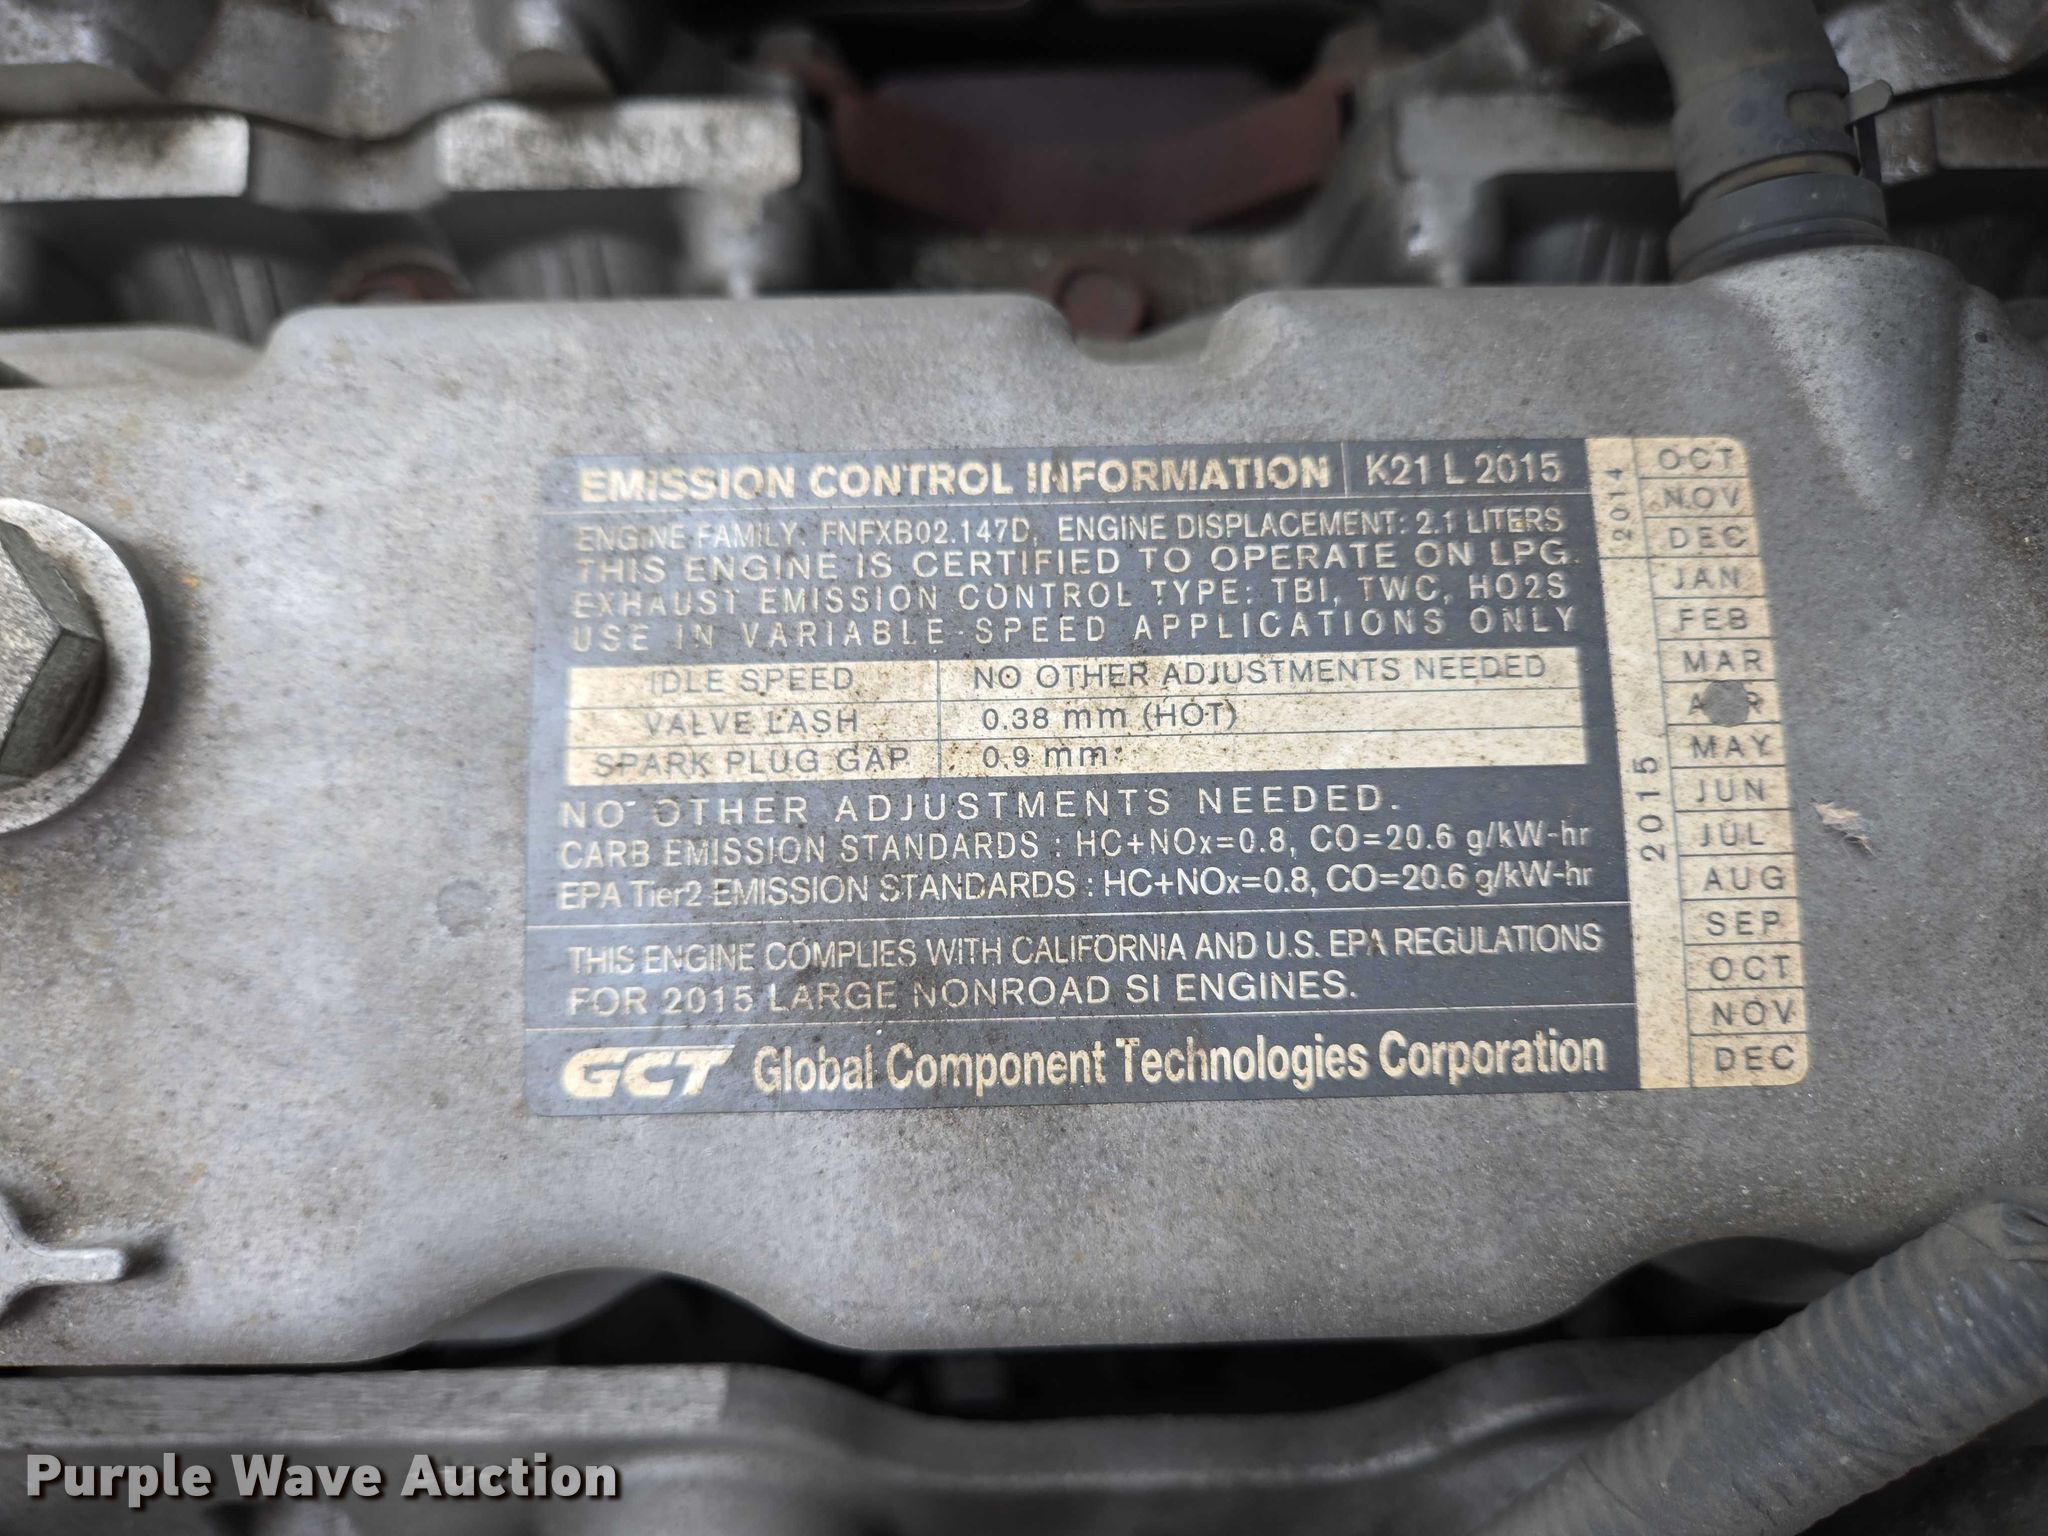 EMISSION CONTROL INFORMATION K21 L 2015
ENGINE FAMILY: FNFXB02.147D, ENGINE DISPLACEMENT: 2.1 LITERS
THIS ENGINE IS CERTIFIED TO OPERATE ON LPG.
EXHAUST EMISSION CONTROL TYPE: TBI, TWC, HO2S
USE IN VARIABLE SPEED APPLICATIONS ONLY
IDLE SPEED NO OTHER ADJUSTMENTS NEEDED
VALVE LASH 0.38 mm (HOT)
SPARK PLUG GAP 0.9 mm
NO OTHER ADJUSTMENTS NEEDED.
CARB EMISSION STANDARDS : HC+NOx=0.8, CO=20.6 g/kW-hr
EPA Tier2 EMISSION STANDARDS : HC+NOx=0.8, CO=20.6 g/kW-hr
THIS ENGINE COMPLIES WITH CALIFORNIA AND U.S. EPA REGULATIONS
FOR 2015 LARGE NONROAD SI ENGINES.
GCT Global Component Technologies Corporation
2014
OCT
NOV
DEC
2015
JAN
FEB
MAR
MAY
JUN
JUL
AUG
SEP
OCT
NOV
DEC
Purple Wave Auction